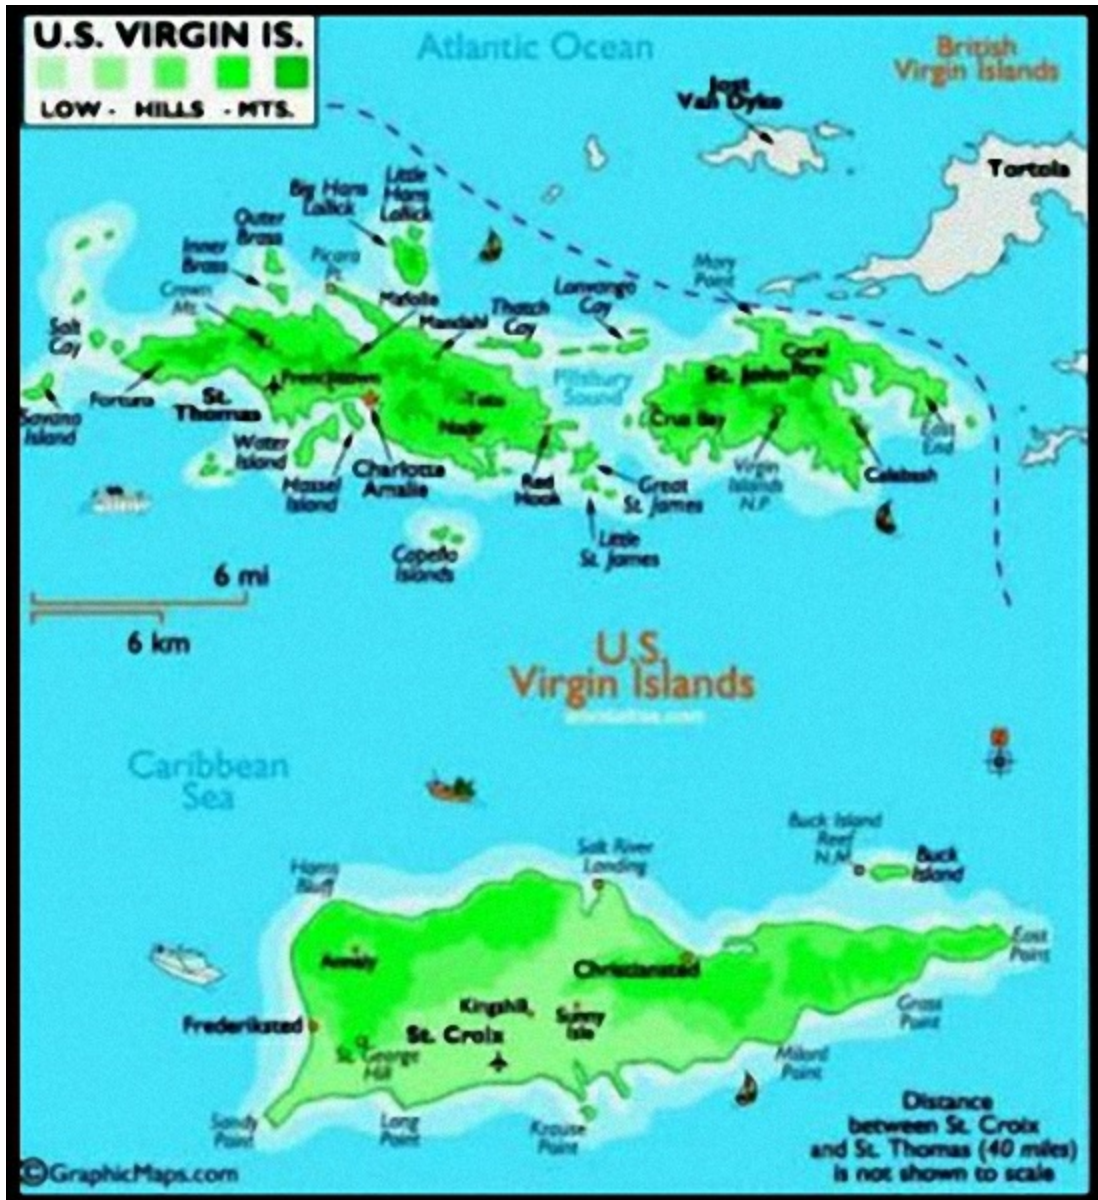 U.S. VIRGIN IS.
LOW - HILLS - MTS.
Atlantic Ocean
British
Virgin Islands
Jost
Van Dyke
Tortola
Little
Hans
Lollick
Big Hans
Lollick
Outer
Brass
Inner
Brass
Picara
Pt.
Crown
Mt.
Mafolie
Mandahl
Thatch
Cay
Lonvango
Cay
Mary
Point
Salt
Cay
Savana
Island
Fortuna
St.
Thomas
Frenchtown
Tutu
Nadir
Pillsbury
Sound
St. John
Coral
Bay
Cruz Bay
East
End
Calabash
Virgin
Islands
N.P.
Water
Island
Hassel
Island
Charlotte
Amalie
Red
Hook
Great
St. James
Little
St. James
Capella
Islands
6 mi
6 km
U.S.
Virgin Islands
Caribbean
Sea
Buck Island
Reef
N.M.
Buck
Island
Salt River
Landing
Hams
Bluff
Annaly
Christiansted
East
Point
Kingshill
Sunny
Isle
Frederiksted
St. Croix
St. George
Hill
Grass
Point
Milord
Point
Sandy
Point
Long
Point
Krause
Point
Distance
between St. Croix
and St. Thomas (40 miles)
is not shown to scale
©GraphicMaps.com